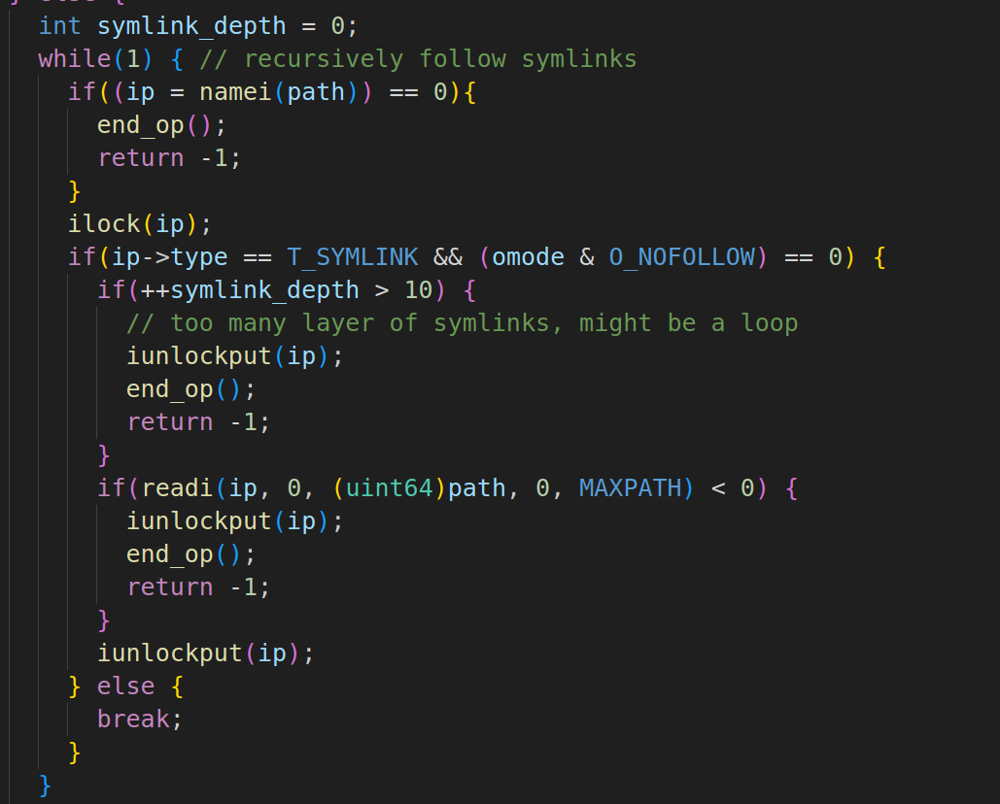 } else {
int symlink_depth = 0;
while(1) { // recursively follow symlinks
if((ip = namei(path)) == 0){
end_op();
return -1;
}
ilock(ip);
if(ip->type == T_SYMLINK && (omode & O_NOFOLLOW) == 0) {
if(++symlink_depth > 10) {
// too many layer of symlinks, might be a loop
iunlockput(ip);
end_op();
return -1;
}
if(readi(ip, 0, (uint64)path, 0, MAXPATH) < 0) {
iunlockput(ip);
end_op();
return -1;
}
iunlockput(ip);
} else {
break;
}
}